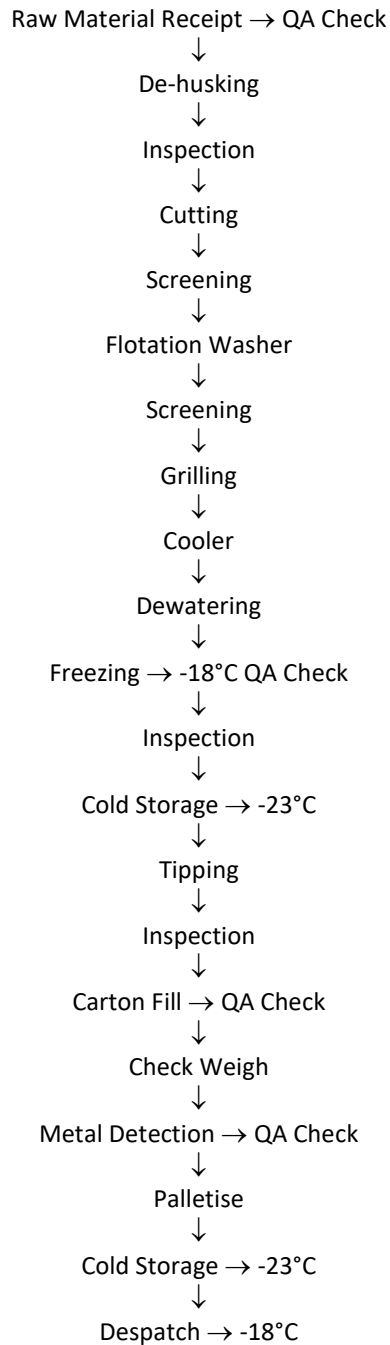 Raw Material Receipt → QA Check
↓
De-husking
↓
Inspection
↓
Cutting
↓
Screening
↓
Flotation Washer
↓
Screening
↓
Grilling
↓
Cooler
↓
Dewatering
↓
Freezing → -18°C QA Check
↓
Inspection
↓
Cold Storage → -23°C
↓
Tipping
↓
Inspection
↓
Carton Fill → QA Check
↓
Check Weigh
↓
Metal Detection → QA Check
↓
Palletise
↓
Cold Storage → -23°C
↓
Despatch → -18°C